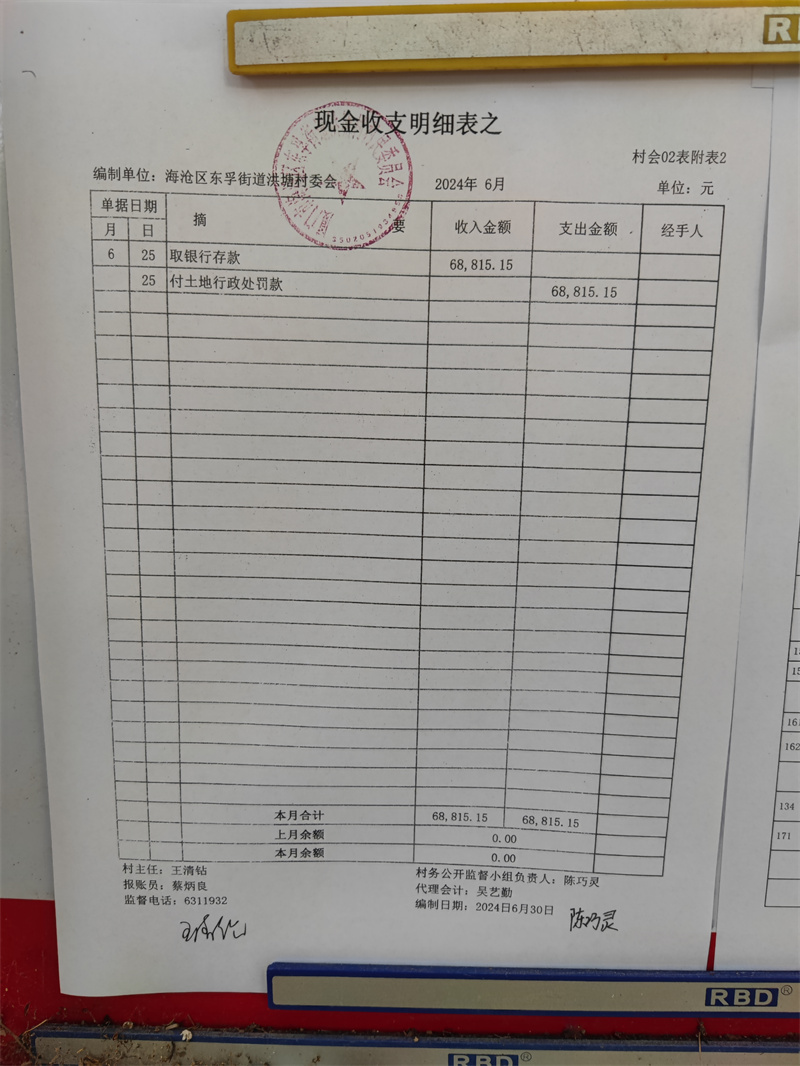 RBD
现金收支明细表之
村会02表附表2
编制单位：海沧区东孚街道洪塘村委会 2024年 6月 单位：元
单据日期 摘 要 收入金额 支出金额 经手人
月 日
6 25 取银行存款 68,815.15
25 付土地行政处罚款 68,815.15
本月合计 68,815.15 68,815.15
上月余额 0.00
本月余额 0.00
村主任：王清钻 村务公开监督小组负责人：陈巧灵
报账员：蔡炳良 代理会计：吴艺勤
监督电话：6311932 编制日期：2024日6月30日
陈巧灵
162
134
171
RBD®
RBD®